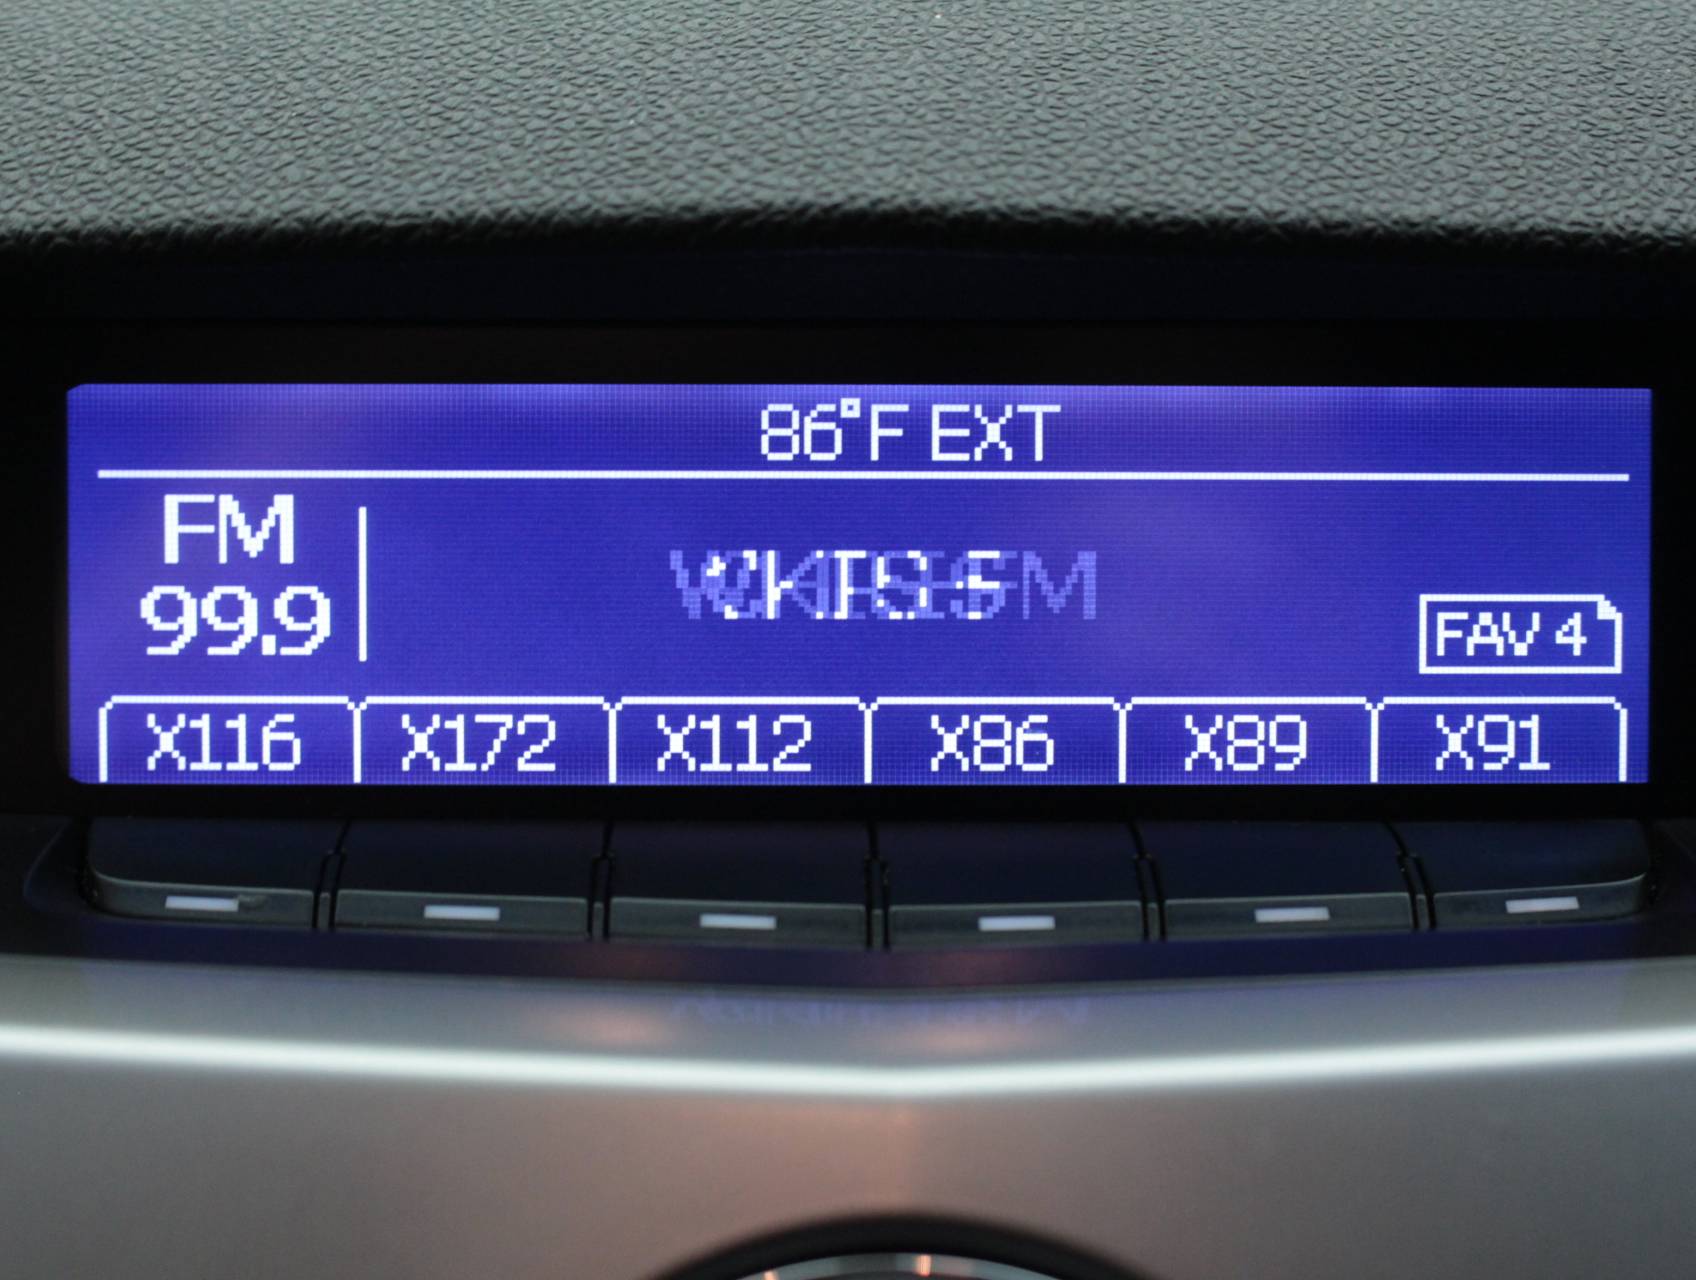 86°F EXT
FM
99.9
FAV 4
X116 X172 X112 X86 X89 X91